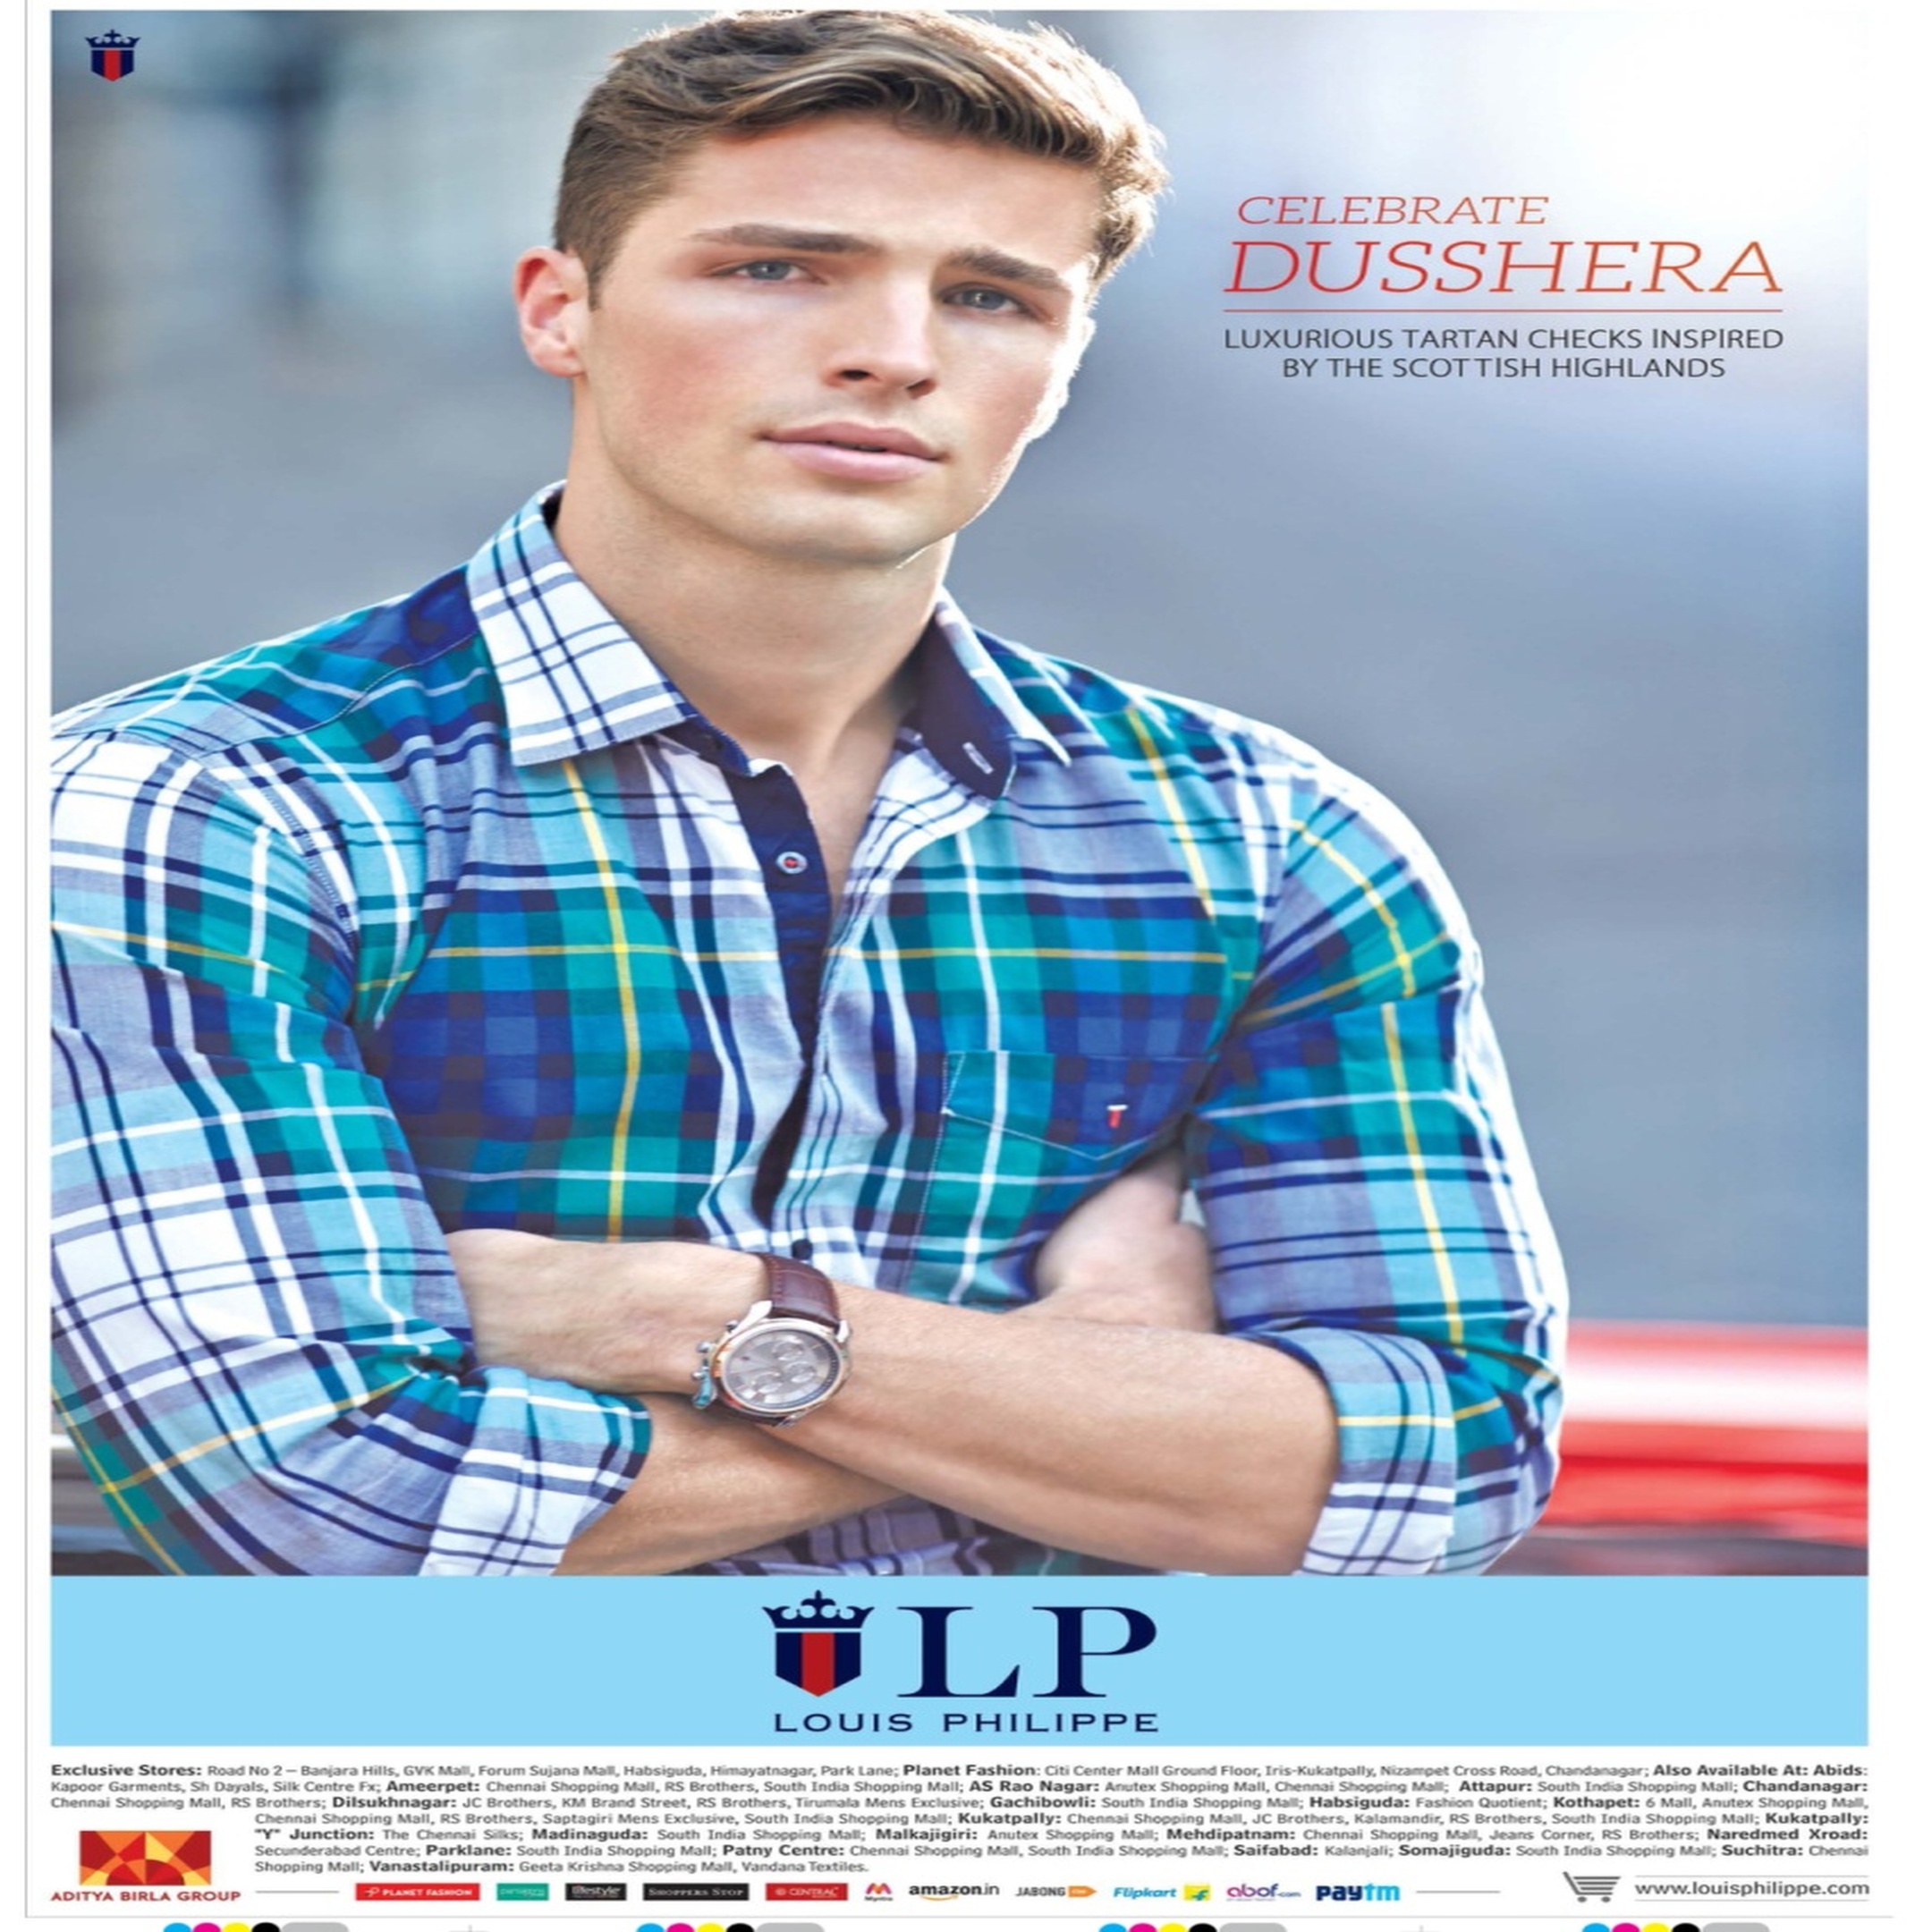 CELEBRATE
DUSSHERA
LUXURIOUS TARTAN CHECKS INSPIRED
BY THE SCOTTISH HIGHLANDS
LP
LOUIS PHILIPPE
Exclusive Stores: Road No 2 – Banjara Hills, GVK Mall, Forum Sujana Mall, Habsiguda, Himayatnagar, Park Lane; Planet Fashion: Citi Center Mall Ground Floor, Iris-Kukatpally, Nizampet Cross Road, Chandanagar; Also Available At: Abids:
Kapoor Garments, Sh Dayals, Silk Centre Fx; Ameerpet: Chennai Shopping Mall, RS Brothers, South India Shopping Mall; AS Rao Nagar: Anutex Shopping Mall, Chennai Shopping Mall; Attapur: South India Shopping Mall; Chandanagar:
Chennai Shopping Mall, RS Brothers; Dilsukhnagar: JC Brothers, KM Brand Street, RS Brothers, Tirumala Mens Exclusive; Gachibowli: South India Shopping Mall; Habsiguda: Fashion Quotient; Kothapet: 6 Mall, Anutex Shopping Mall,
Chennai Shopping Mall, RS Brothers, Saptagiri Mens Exclusive, South India Shopping Mall; Kukatpally: Chennai Shopping Mall, JC Brothers, Kalamandir, RS Brothers, South India Shopping Mall; Kukatpally:
"Y" Junction: The Chennai Silks; Madinaguda: South India Shopping Mall; Malkajigiri: Anutex Shopping Mall; Mehdipatnam: Chennai Shopping Mall, Jeans Corner, RS Brothers; Naredmed Xroad:
Secunderabad Centre; Parklane: South India Shopping Mall; Patny Centre: Chennai Shopping Mall, South India Shopping Mall; Saifabad: Kalanjali; Somajiguda: South India Shopping Mall; Suchitra: Chennai
Shopping Mall; Vanastalipuram: Geeta Krishna Shopping Mall, Vandana Textiles.
ADITYA BIRLA GROUP PLANET FASHION lifestyle SHOPPERS STOP CENTRAL Myntra amazon.in JABONG Flipkart abof.com paytm www.louisphilippe.com